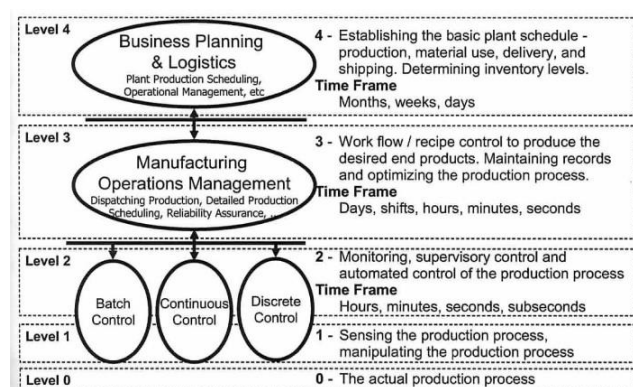 Level 4
Business Planning
& Logistics
Plant Production Scheduling,
Operational Management, etc
4 - Establishing the basic plant schedule -
production, material use, delivery, and
shipping. Determining inventory levels.
Time Frame
Months, weeks, days
Level 3
Manufacturing
Operations Management
Dispatching Production, Detailed Production
Scheduling, Reliability Assurance, ...
3 - Work flow / recipe control to produce the
desired end products. Maintaining records
and optimizing the production process.
Time Frame
Days, shifts, hours, minutes, seconds
Level 2
Batch
Control
Continuous
Control
Discrete
Control
2 - Monitoring, supervisory control and
automated control of the production process
Time Frame
Hours, minutes, seconds, subseconds
Level 1
1 - Sensing the production process,
manipulating the production process
Level 0
0 - The actual production process